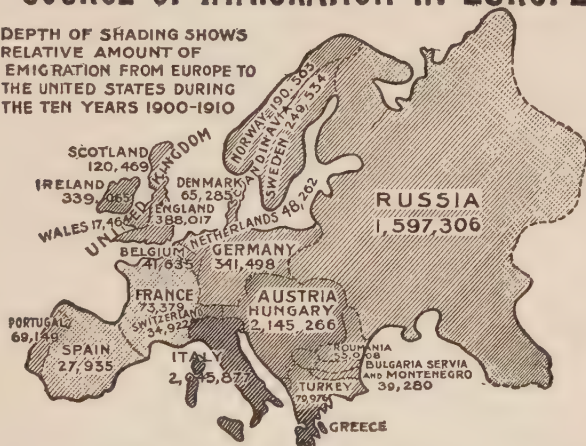 SOURCE OF IMMIGRATION IN EUROPE
DEPTH OF SHADING SHOWS
RELATIVE AMOUNT OF
EMIGRATION FROM EUROPE TO
THE UNITED STATES DURING
THE TEN YEARS 1900-1910
NORWAY=190,505
SCANDINAVIA
SWEDEN=249,534
SCOTLAND
120,469
UNITED KINGDOM
IRELAND
339,065
DENMARK
65,285
ENGLAND
388,017
WALES 17,464
NETHERLANDS 48,262
RUSSIA
1,597,306
BELGIUM
41,635
GERMANY
341,498
FRANCE
73,379
SWITZERLAND
34,922
AUSTRIA
HUNGARY
2,145,266
PORTUGAL
69,149
SPAIN
27,935
ITALY
2,045,877
ROUMANIA
BULGARIA SERVIA
AND MONTENEGRO
39,280
TURKEY
79,976
GREECE